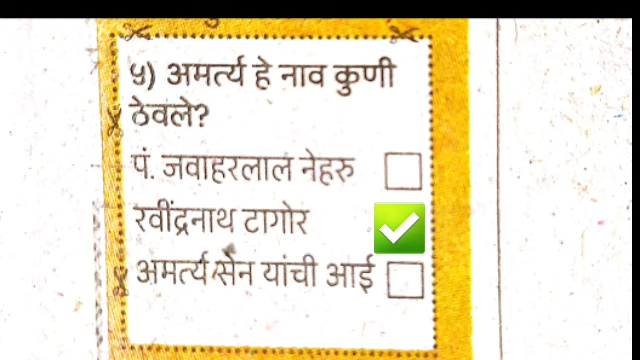 ५) अमर्त्य हे नाव कुणी
ठेवले?
पं. जवाहरलाल नेहरु
रवींद्रनाथ टागोर
अमर्त्य सेन यांची आई